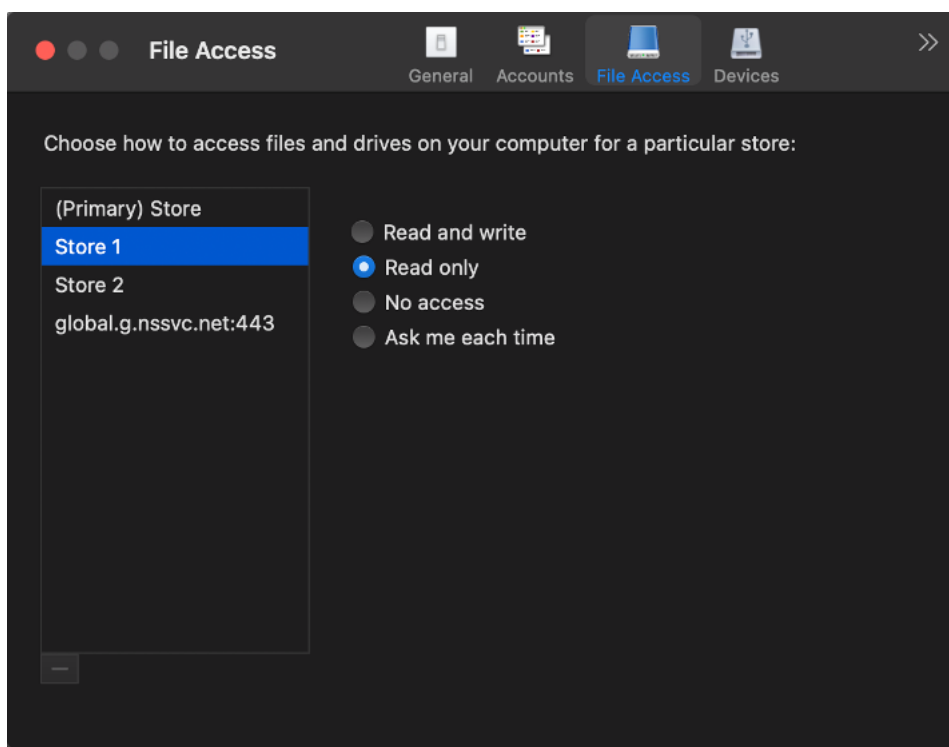 File Access
General
Accounts
File Access
Devices
Choose how to access files and drives on your computer for a particular store:
(Primary) Store
Store 1
Store 2
global.g.nssvc.net:443
Read and write
Read only
No access
Ask me each time